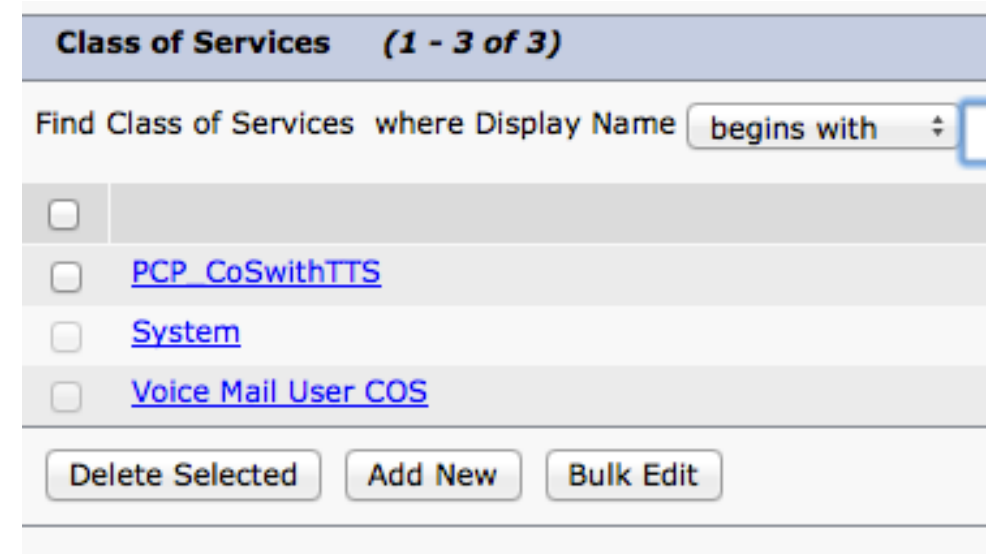 Class of Services (1 - 3 of 3)
Find Class of Services where Display Name begins with
PCP_CoSwithTTS
System
Voice Mail User COS
Delete Selected Add New Bulk Edit